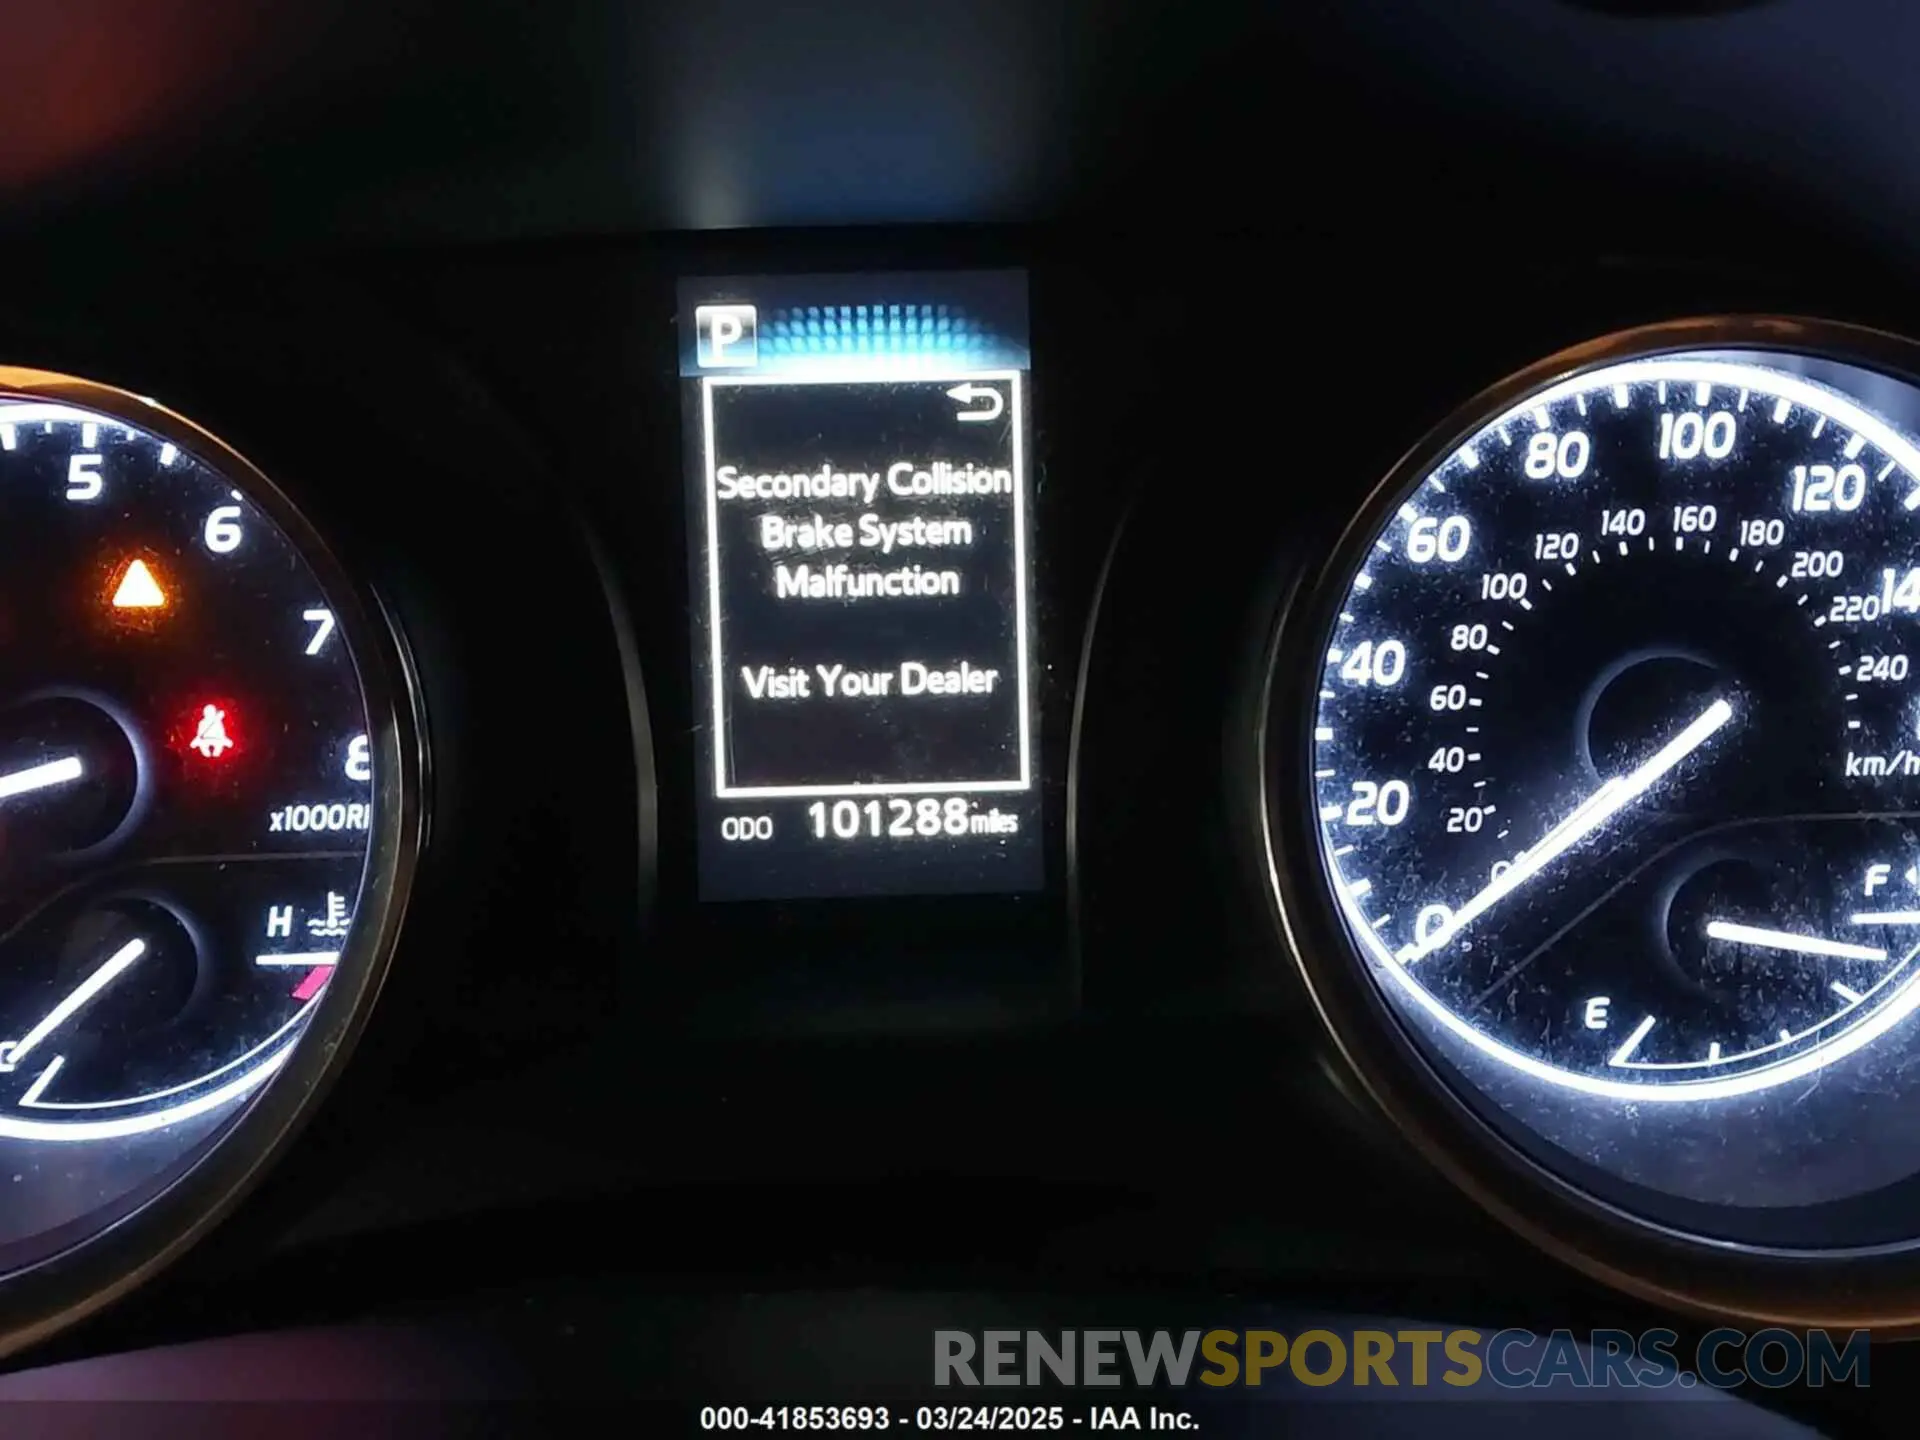 P
Secondary Collision
Brake System
Malfunction
Visit Your Dealer
ODO 101288 miles
5
6
7
8
x1000R
H
C
0
20
40
60
80
100
120
14
20
40
60
80
100
120
140
160
180
200
220
240
km/h
F
E
RENEWSPORTSCARS.COM
000-41853693 - 03/24/2025 - IAA Inc.